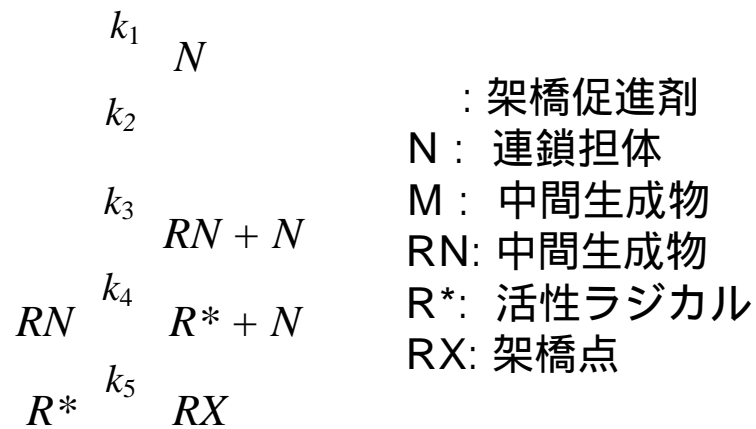 k₁
N
k₂
k₃
RN + N
RN k₄ R* + N
R* k₅ RX
: 架橋促進剤
N : 連鎖担体
M : 中間生成物
RN: 中間生成物
R*: 活性ラジカル
RX: 架橋点